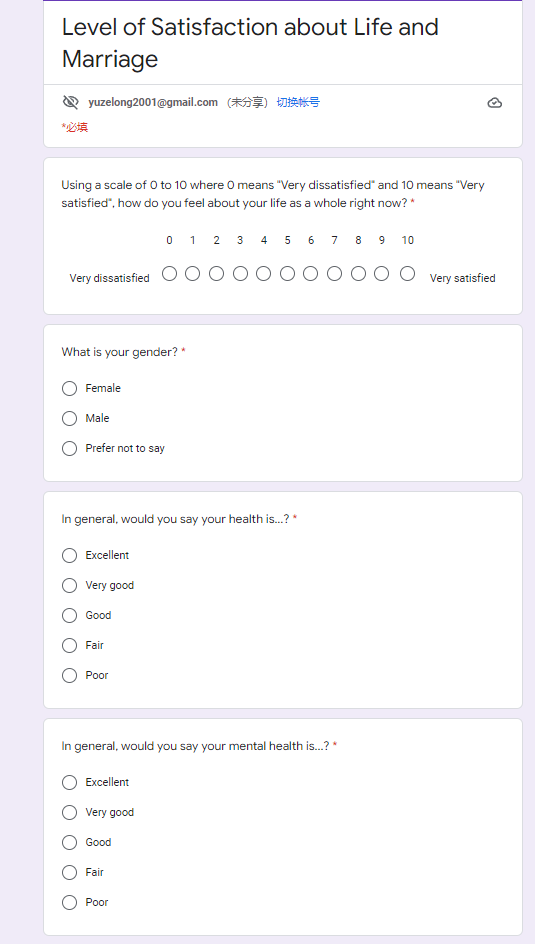 Level of Satisfaction about Life and
Marriage
yuzelong2001@gmail.com （未分享） 切换帐号
*必填
Using a scale of 0 to 10 where 0 means "Very dissatisfied" and 10 means "Very
satisfied", how do you feel about your life as a whole right now? *
0 1 2 3 4 5 6 7 8 9 10
Very dissatisfied Very satisfied
What is your gender? *
Female
Male
Prefer not to say
In general, would you say your health is...? *
Excellent
Very good
Good
Fair
Poor
In general, would you say your mental health is...? *
Excellent
Very good
Good
Fair
Poor